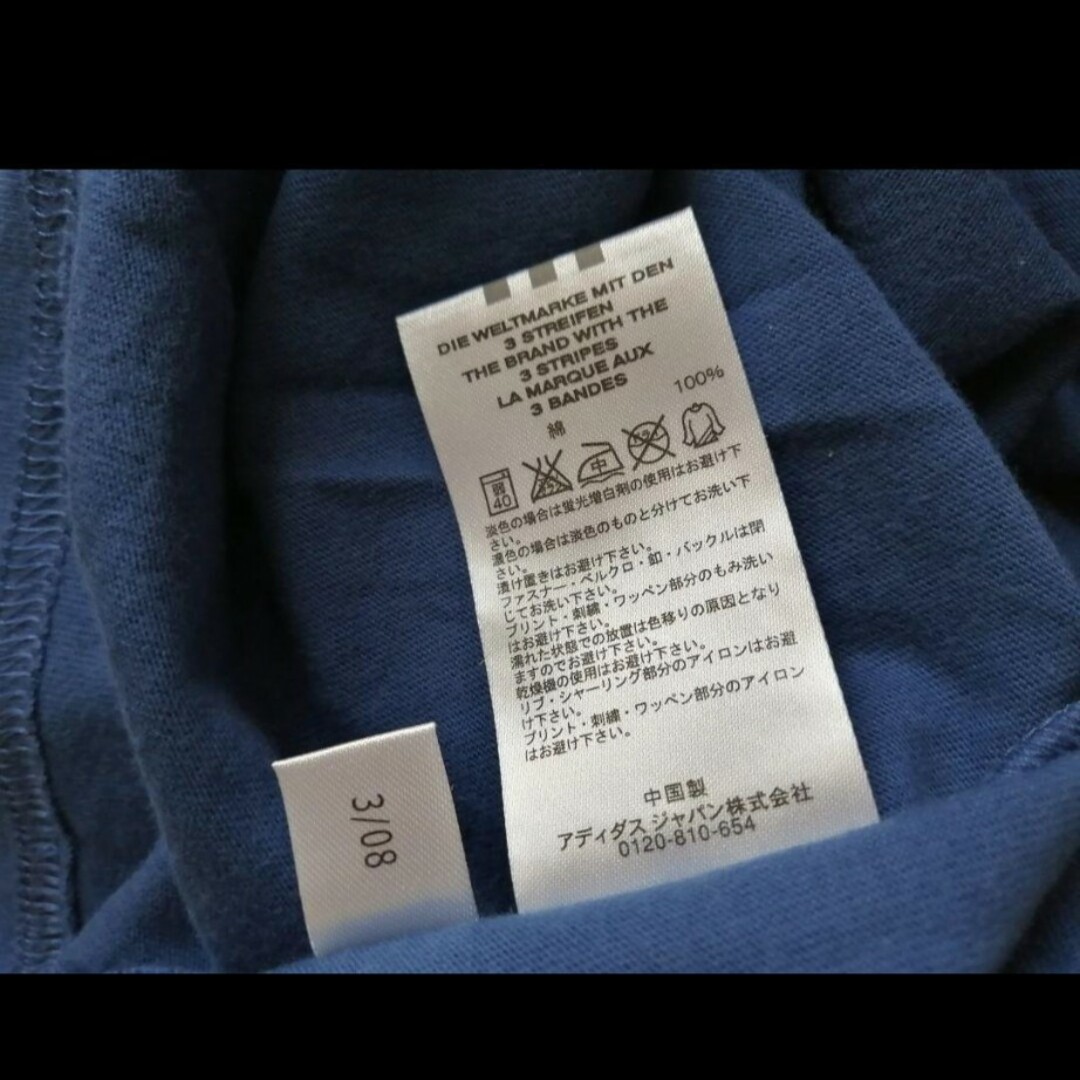 DIE WELTMARKE MIT DEN
3 STREIFEN
THE BRAND WITH THE
3 STRIPES
LA MARQUE AUX
3 BANDES
綿 100%
弱
40
中
淡色の場合は蛍光増白剤の使用はお避け下
さい。
濃色の場合は淡色のものと分けてお洗い下
さい。
漬け置きはお避け下さい。
ファスナー・ベルクロ・釦・バックルは閉
じてお洗い下さい。
プリント・刺繍・ワッペン部分のもみ洗い
はお避け下さい。
濡れた状態での放置は色移りの原因となり
ますのでお避け下さい。
乾燥機の使用はお避け下さい。
リブ・シャーリング部分のアイロンはお避
け下さい。
プリント・刺繍・ワッペン部分のアイロン
はお避け下さい。
中国製
アディダス ジャパン株式会社
0120-810-654
3/08